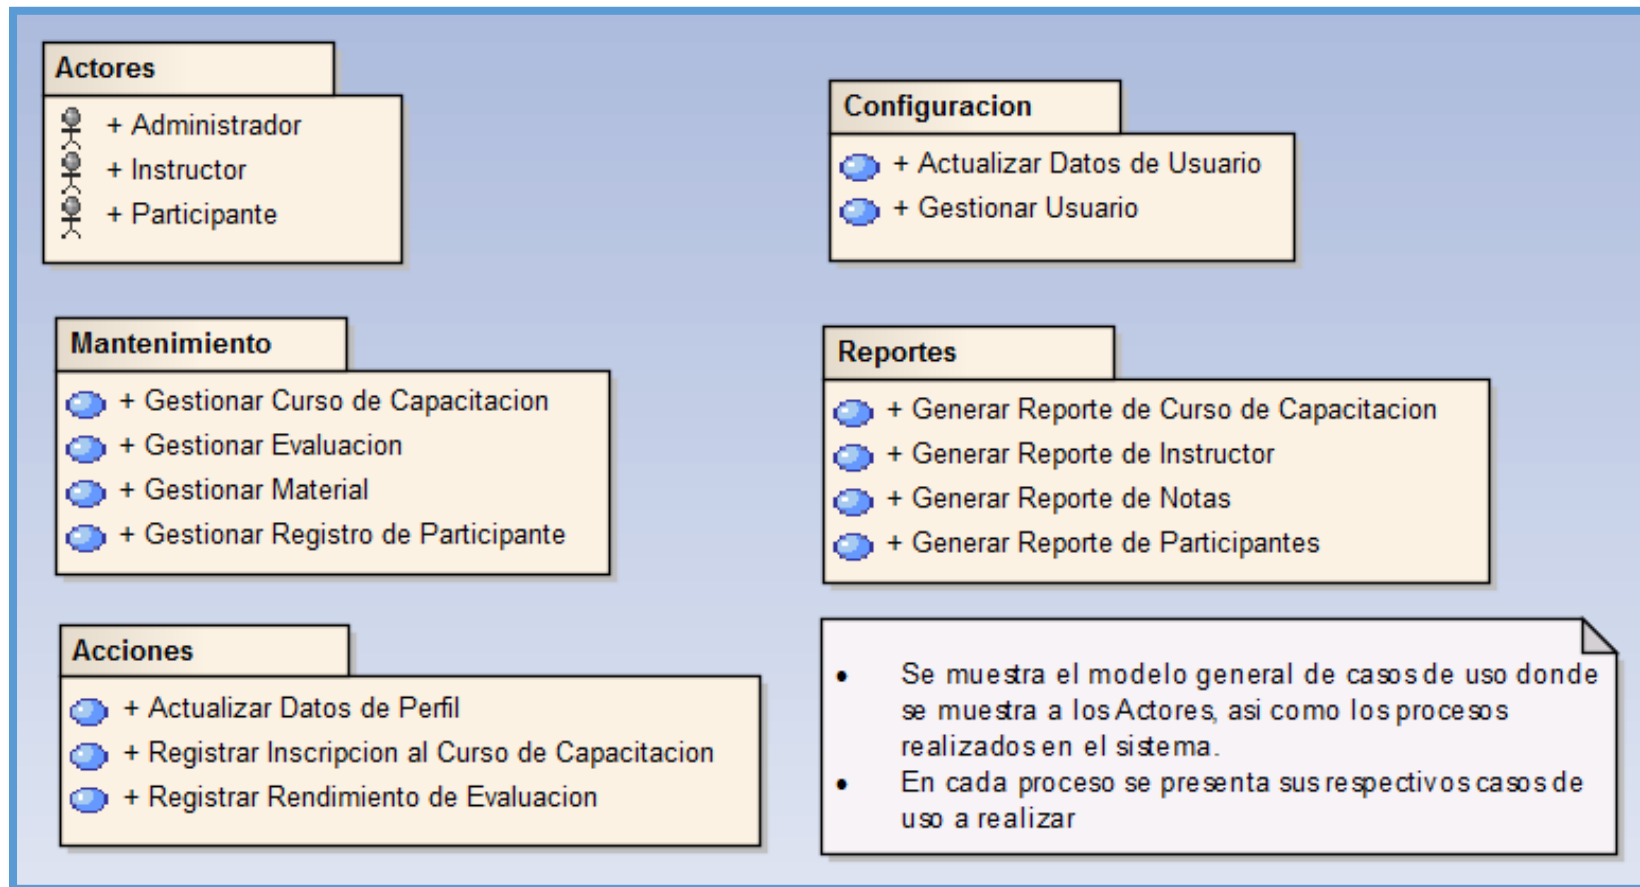 Actores
+ Administrador
+ Instructor
+ Participante
Configuracion
+ Actualizar Datos de Usuario
+ Gestionar Usuario
Mantenimiento
+ Gestionar Curso de Capacitacion
+ Gestionar Evaluacion
+ Gestionar Material
+ Gestionar Registro de Participante
Reportes
+ Generar Reporte de Curso de Capacitacion
+ Generar Reporte de Instructor
+ Generar Reporte de Notas
+ Generar Reporte de Participantes
Acciones
+ Actualizar Datos de Perfil
+ Registrar Inscripcion al Curso de Capacitacion
+ Registrar Rendimiento de Evaluacion
• Se muestra el modelo general de casos de uso donde
se muestra a los Actores, asi como los procesos
realizados en el sistema.
• En cada proceso se presenta sus respectivos casos de
uso a realizar